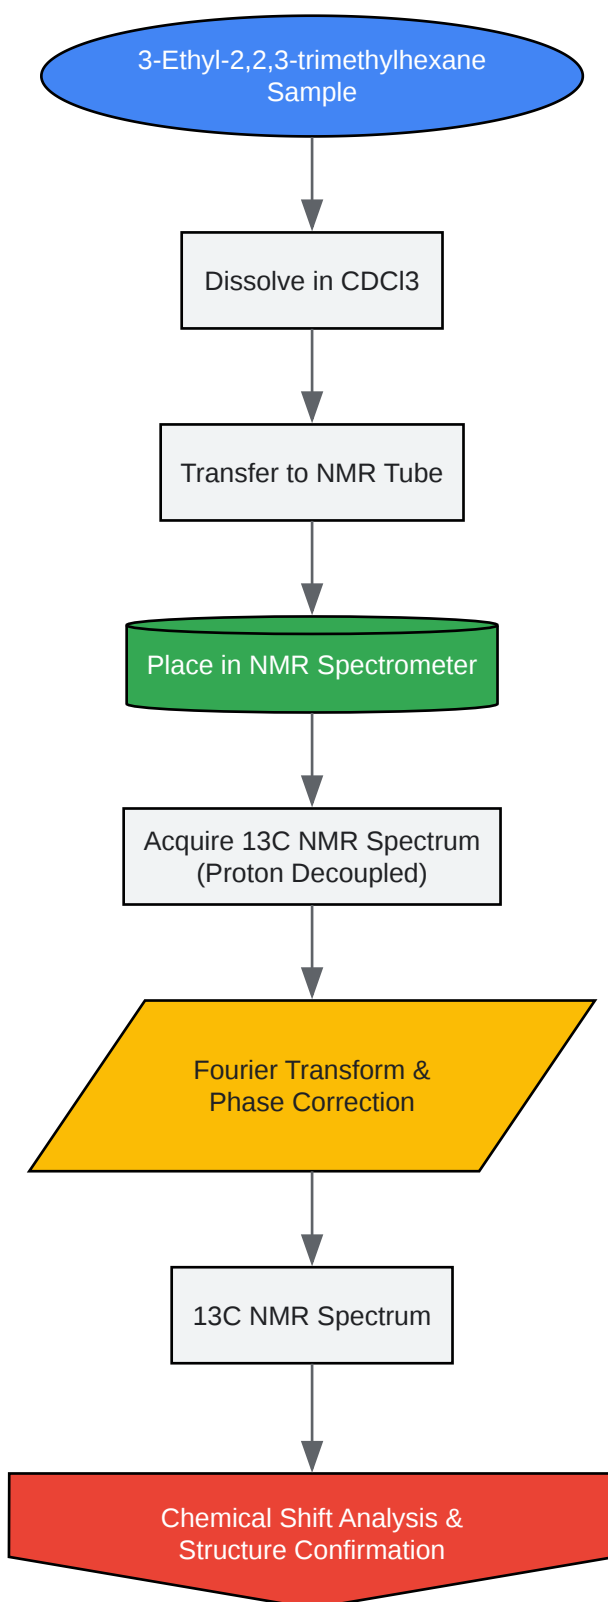 3-Ethyl-2,2,3-trimethylhexane
Sample
Dissolve in CDCl3
Transfer to NMR Tube
Place in NMR Spectrometer
Acquire 13C NMR Spectrum
(Proton Decoupled)
Fourier Transform &
Phase Correction
13C NMR Spectrum
Chemical Shift Analysis &
Structure Confirmation